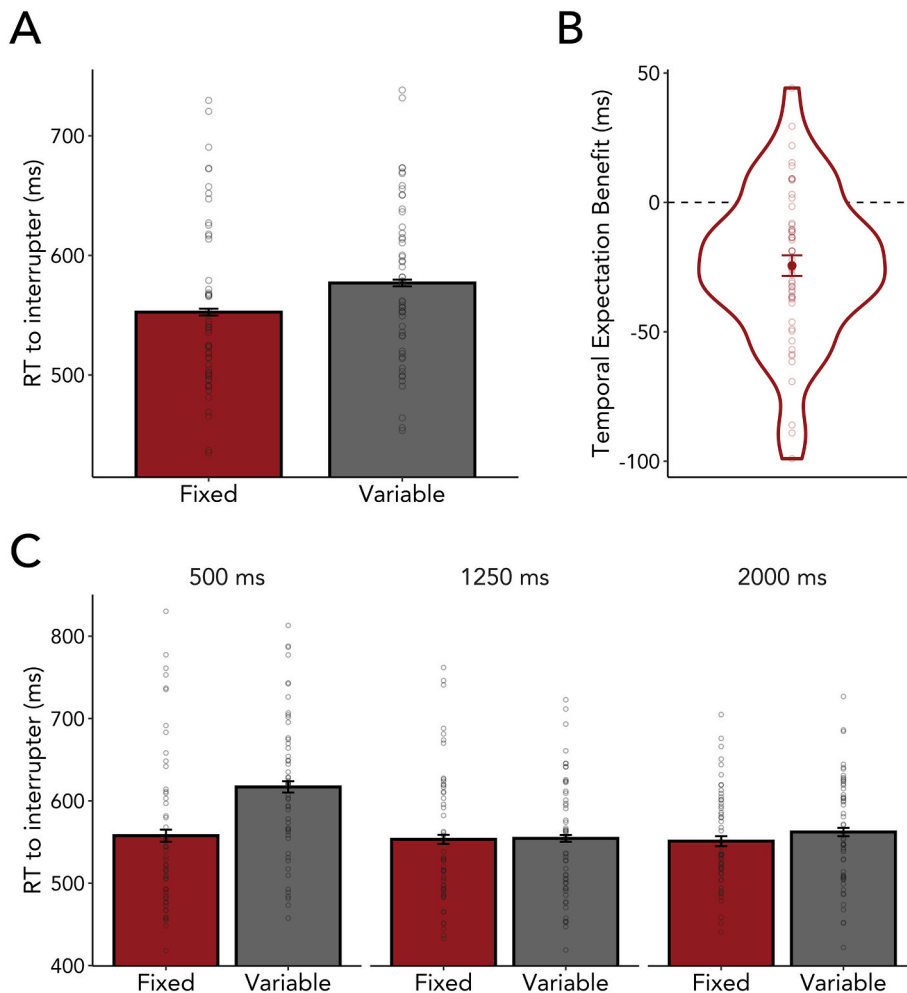 A
B
RT to interrupter (ms)
700
600
500
Fixed
Variable
Temporal Expectation Benefit (ms)
50
0
-50
-100
C
500 ms
1250 ms
2000 ms
RT to interrupter (ms)
800
700
600
500
400
Fixed
Variable
Fixed
Variable
Fixed
Variable